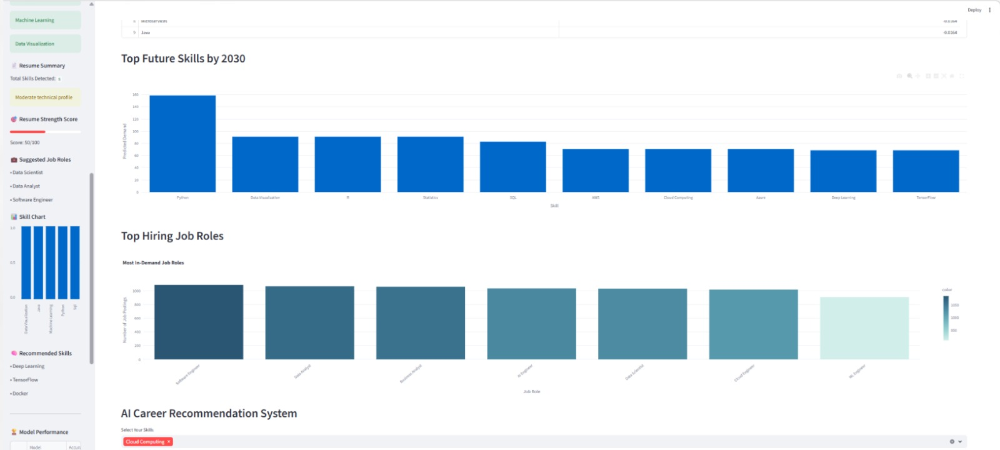 Deploy
Machine Learning
Data Visualization
Resume Summary
Total Skills Detected: 5
Moderate technical profile
Resume Strength Score
Score: 50/100
Suggested Job Roles
• Data Scientist
• Data Analyst
• Software Engineer
Skill Chart
1.0
0.5
0.0
Data Visualization
Java
Machine Learning
Python
Sql
Recommended Skills
• Deep Learning
• TensorFlow
• Docker
Model Performance
Model
8 Microservices -0.0164
9 Java -0.0164
Top Future Skills by 2030
Predicted Demand
160
140
120
100
80
60
40
20
0
Python Data Visualization R Statistics SQL AWS Cloud Computing Azure Deep Learning TensorFlow
Skill
Top Hiring Job Roles
Most In-Demand Job Roles
Number of Job Postings
1000
800
600
400
200
0
Software Engineer Data Analyst Business Analyst AI Engineer Data Scientist Cloud Engineer ML Engineer
Job Role
color
1050
1000
950
AI Career Recommendation System
Select Your Skills
Cloud Computing ×